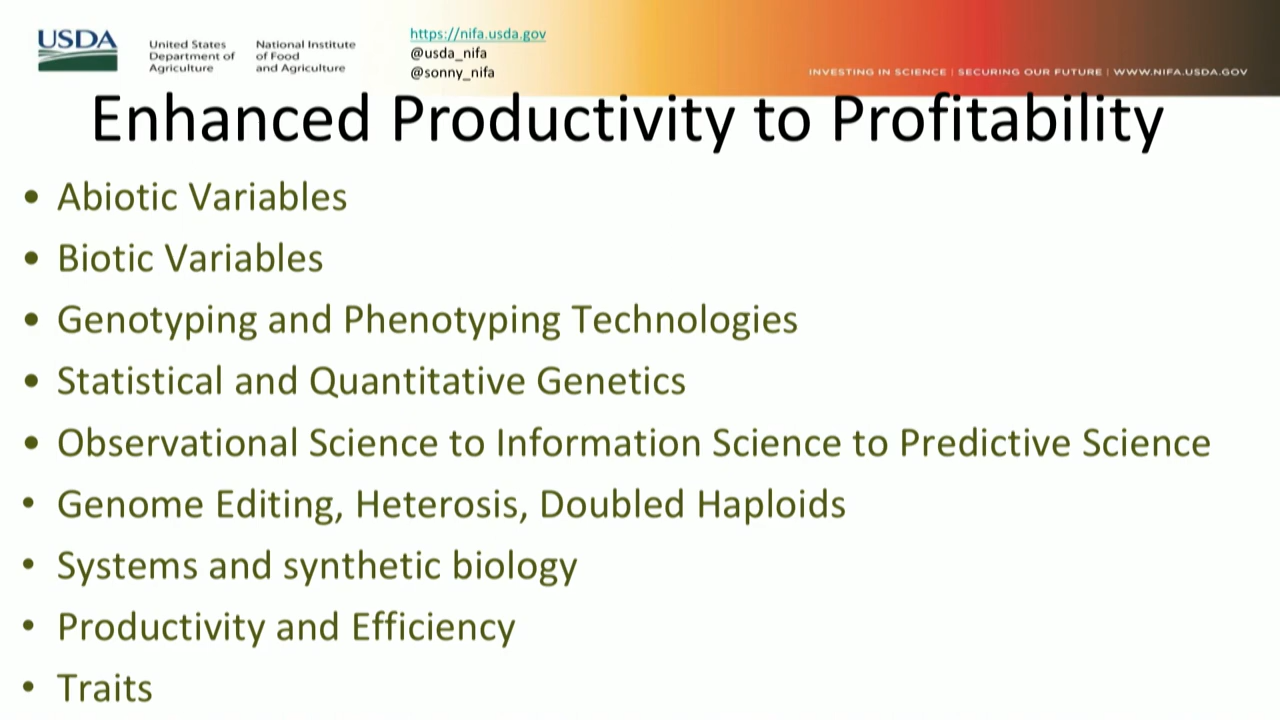 USDA
United States
Department of
Agriculture
National Institute
of Food
and Agriculture
https://nifa.usda.gov
@usda_nifa
@sonny_nifa
INVESTING IN SCIENCE | SECURING OUR FUTURE | WWW.NIFA.USDA.GOV
Enhanced Productivity to Profitability
• Abiotic Variables
• Biotic Variables
• Genotyping and Phenotyping Technologies
• Statistical and Quantitative Genetics
• Observational Science to Information Science to Predictive Science
• Genome Editing, Heterosis, Doubled Haploids
• Systems and synthetic biology
• Productivity and Efficiency
• Traits